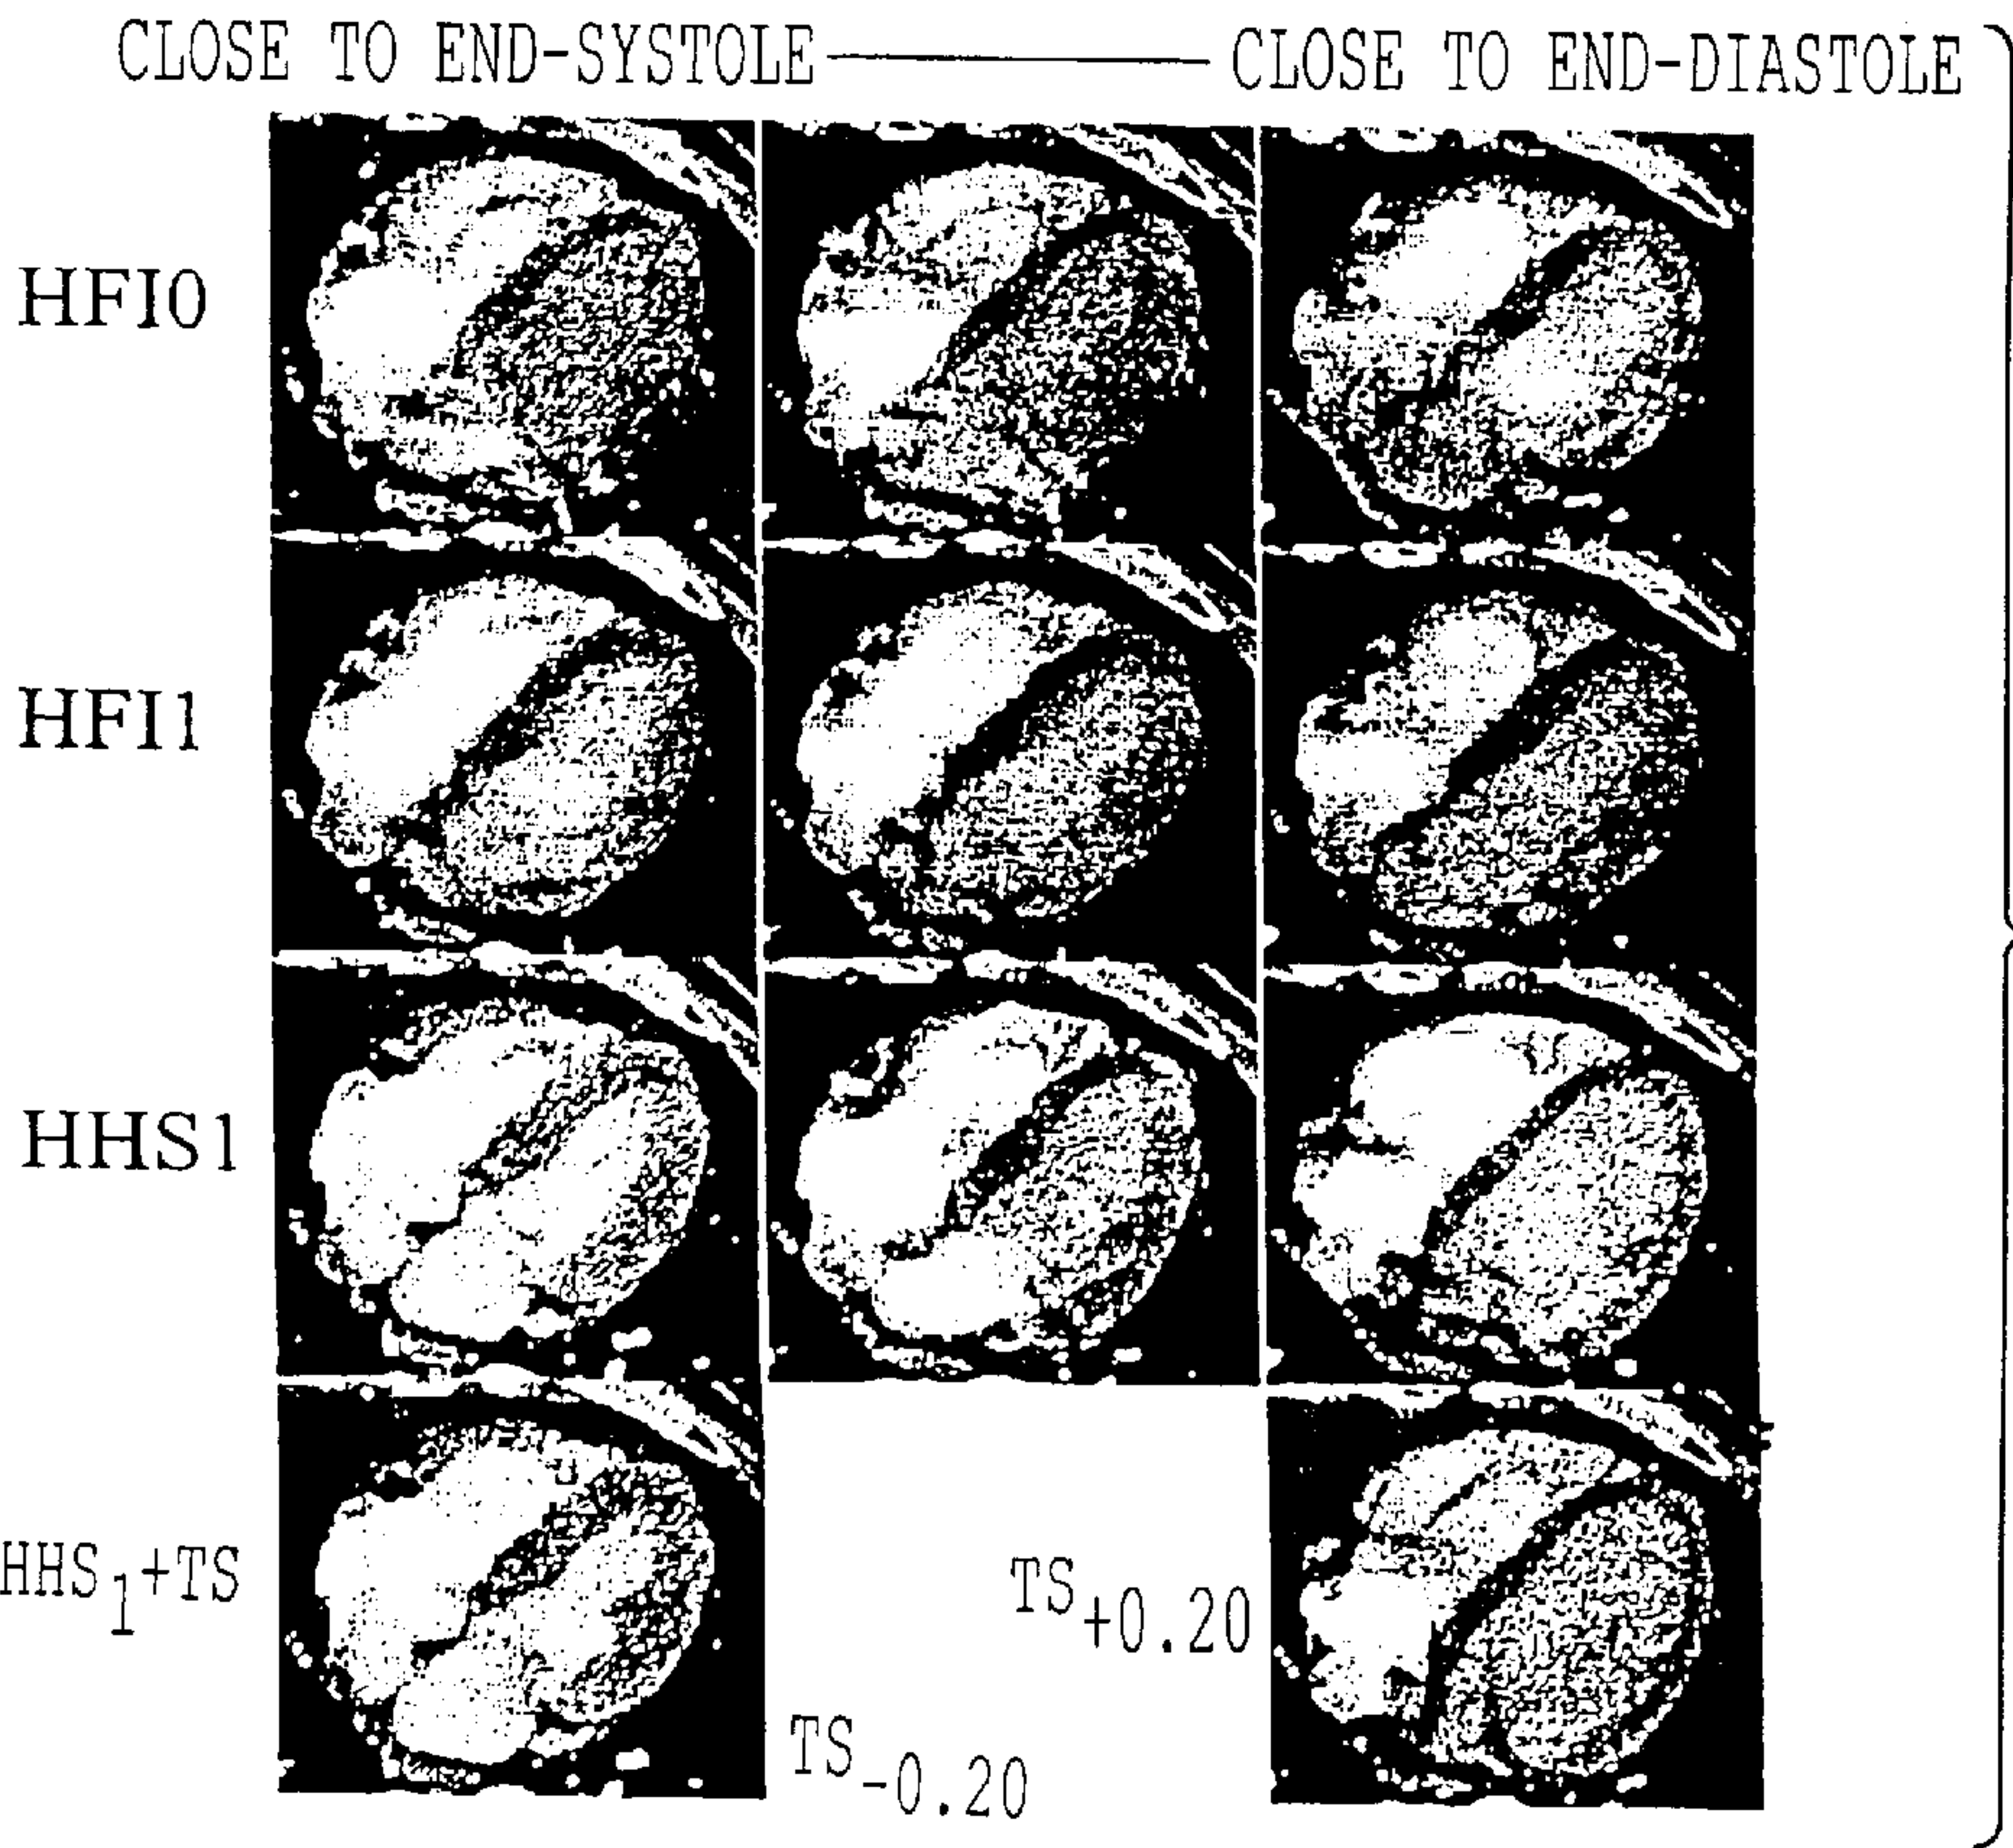 CLOSE TO END-SYSTOLE CLOSE TO END-DIASTOLE
HFI0
HFI1
HHS1
HHS1+TS
TS+0.20
TS-0.20